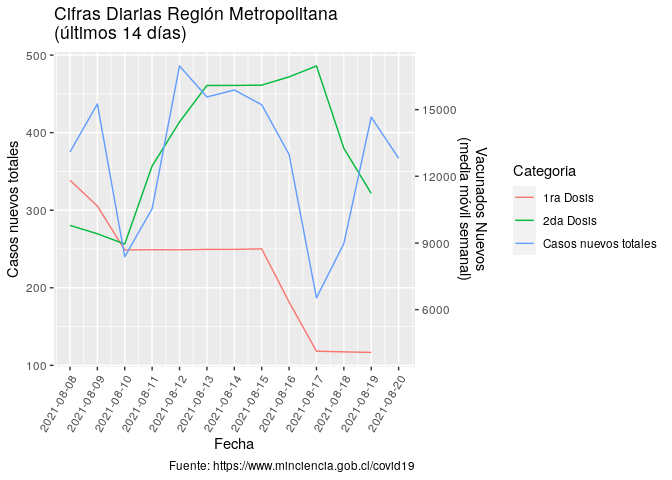 Cifras Diarias Región Metropolitana
(últimos 14 días)
Casos nuevos totales
500
400
300
200
100
15000
12000
9000
6000
Vacunados Nuevos
(media móvil semanal)
2021-08-08
2021-08-09
2021-08-10
2021-08-11
2021-08-12
2021-08-13
2021-08-14
2021-08-15
2021-08-16
2021-08-17
2021-08-18
2021-08-19
2021-08-20
Fecha
Categoria
1ra Dosis
2da Dosis
Casos nuevos totales
Fuente: https://www.minciencia.gob.cl/covid19